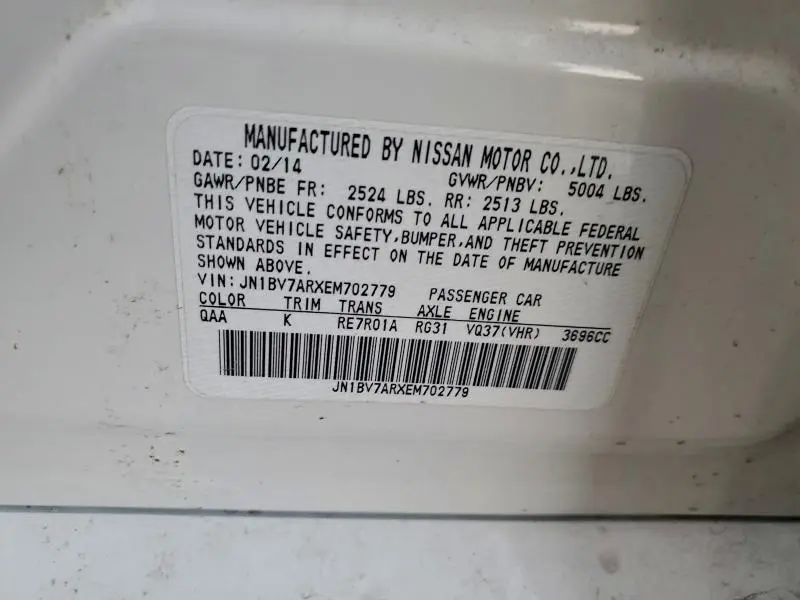 MANUFACTURED BY NISSAN MOTOR CO.,LTD.
DATE: 02/14 GVWR/PNBV: 5004 LBS.
GAWR/PNBE FR: 2524 LBS. RR: 2513 LBS.
THIS VEHICLE CONFORMS TO ALL APPLICABLE FEDERAL
MOTOR VEHICLE SAFETY,BUMPER,AND THEFT PREVENTION
STANDARDS IN EFFECT ON THE DATE OF MANUFACTURE
SHOWN ABOVE.
VIN: JN1BV7ARXEM702779 PASSENGER CAR
COLOR TRIM TRANS AXLE ENGINE
QAA K RE7R01A RG31 VQ37(VHR) 3696CC
JN1BV7ARXEM702779